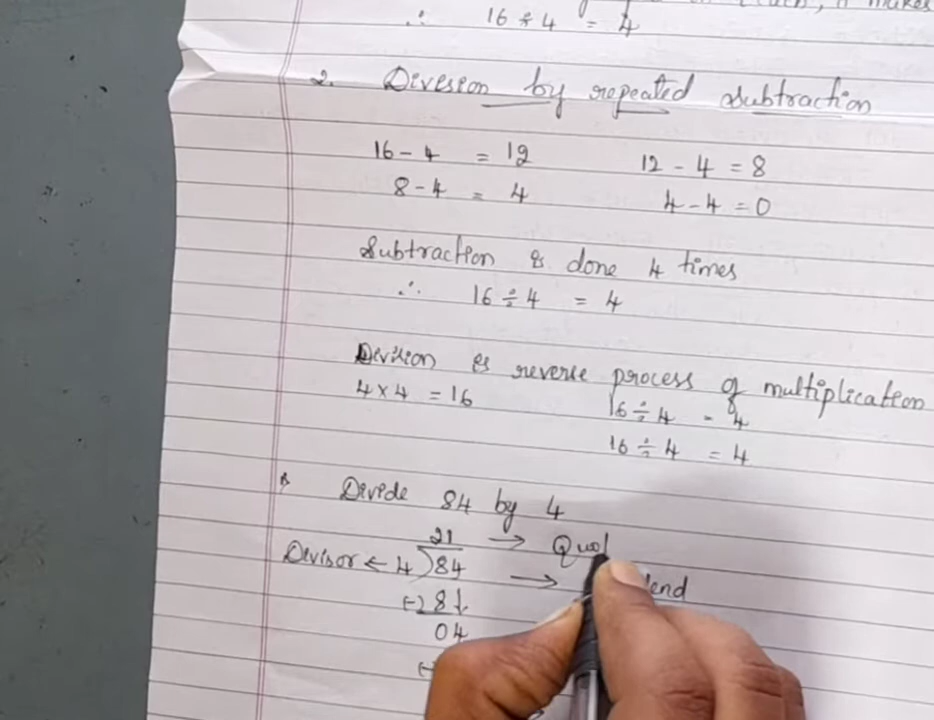 makes
∴ 16 ÷ 4 = 4
2. Division by repeated subtraction
16 - 4 = 12 12 - 4 = 8
8 - 4 = 4 4 - 4 = 0
Subtraction is done 4 times
∴ 16 ÷ 4 = 4
Division is reverse process of multiplication
4 × 4 = 16 16 ÷ 4 = 4
16 ÷ 4 = 4
* Divide 84 by 4
21 → Quo
Divisor ← 4 ) 84 → end
(-) 8 ↓
04
(-